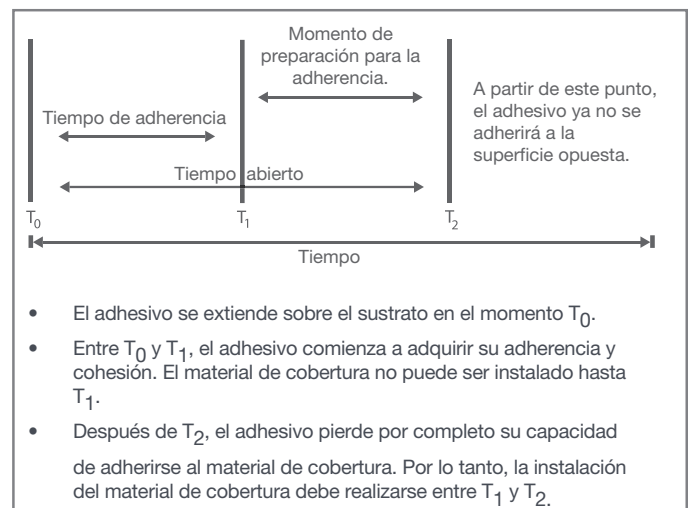 Momento de
preparación para la
adherencia.
A partir de este punto,
el adhesivo ya no se
adherirá a la
superficie opuesta.
Tiempo de adherencia
Tiempo abierto
T0
T1
T2
Tiempo
• El adhesivo se extiende sobre el sustrato en el momento T0.
• Entre T0 y T1, el adhesivo comienza a adquirir su adherencia y
cohesión. El material de cobertura no puede ser instalado hasta
T1.
• Después de T2, el adhesivo pierde por completo su capacidad
de adherirse al material de cobertura. Por lo tanto, la instalación
del material de cobertura debe realizarse entre T1 y T2.